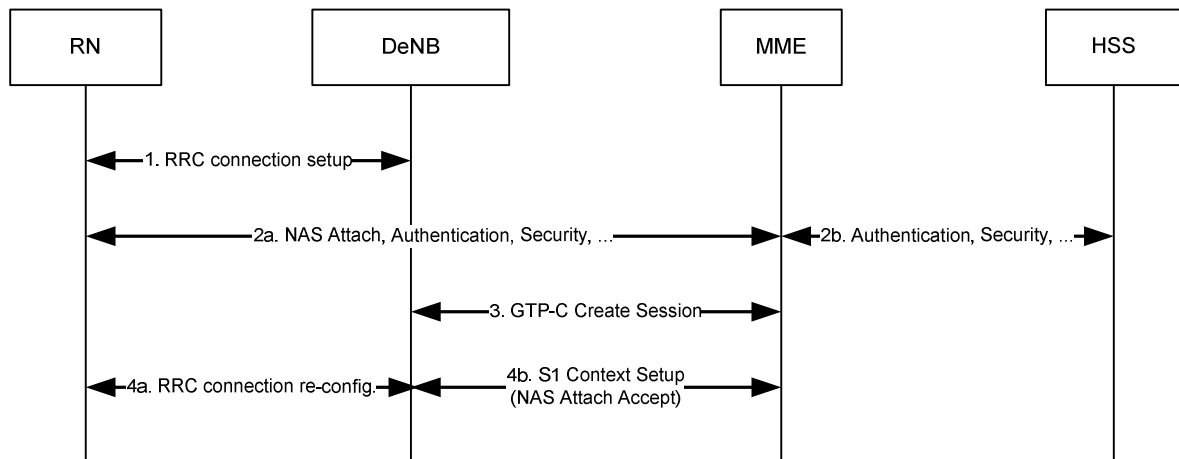 RN
DeNB
MME
HSS
1. RRC connection setup
2a. NAS Attach, Authentication, Security, ...
2b. Authentication, Security, ...
3. GTP-C Create Session
4a. RRC connection re-config.
4b. S1 Context Setup
(NAS Attach Accept)